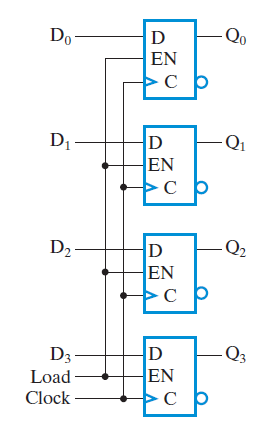 D₀ D Q₀
EN
C
D₁ D Q₁
EN
C
D₂ D Q₂
EN
C
D₃ D Q₃
Load EN
Clock C